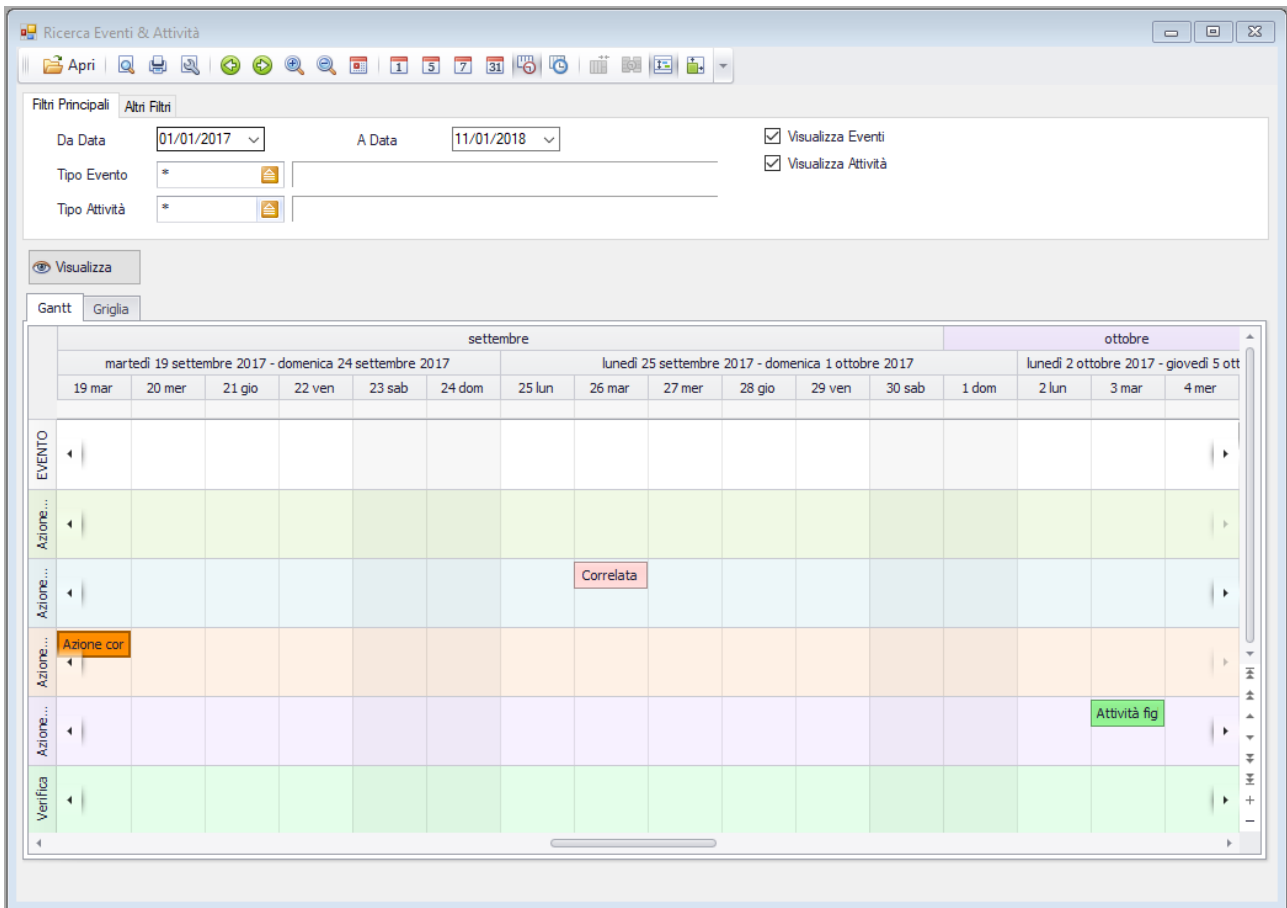 Ricerca Eventi & Attività
Apri 1 5 7 31
Filtri Principali Altri Filtri
Da Data 01/01/2017 A Data 11/01/2018 Visualizza Eventi
Visualizza Attività
Tipo Evento *
Tipo Attività *
Visualizza
Gantt Griglia
settembre ottobre
martedì 19 settembre 2017 - domenica 24 settembre 2017 lunedì 25 settembre 2017 - domenica 1 ottobre 2017 lunedì 2 ottobre 2017 - giovedì 5 ott
19 mar 20 mer 21 gio 22 ven 23 sab 24 dom 25 lun 26 mar 27 mer 28 gio 29 ven 30 sab 1 dom 2 lun 3 mar 4 mer
EVENTO
Azione...
Azione...
Correlata
Azione...
Azione cor
Azione...
Attività fig
Verifica